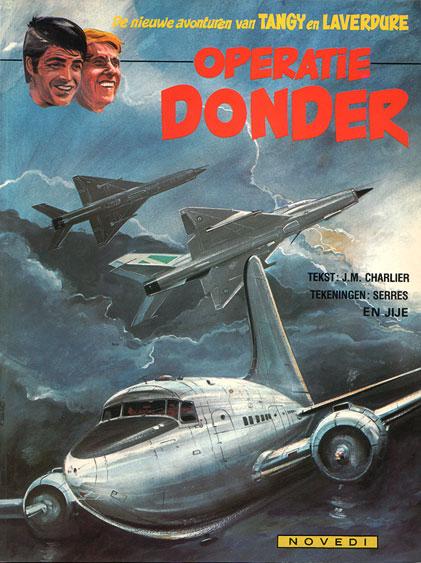 De nieuwe avonturen van TANGY en LAVERDURE
OPERATIE
DONDER
TEKST: J.M. CHARLIER
TEKENINGEN: SERRES
EN JIJE
NOVEDI